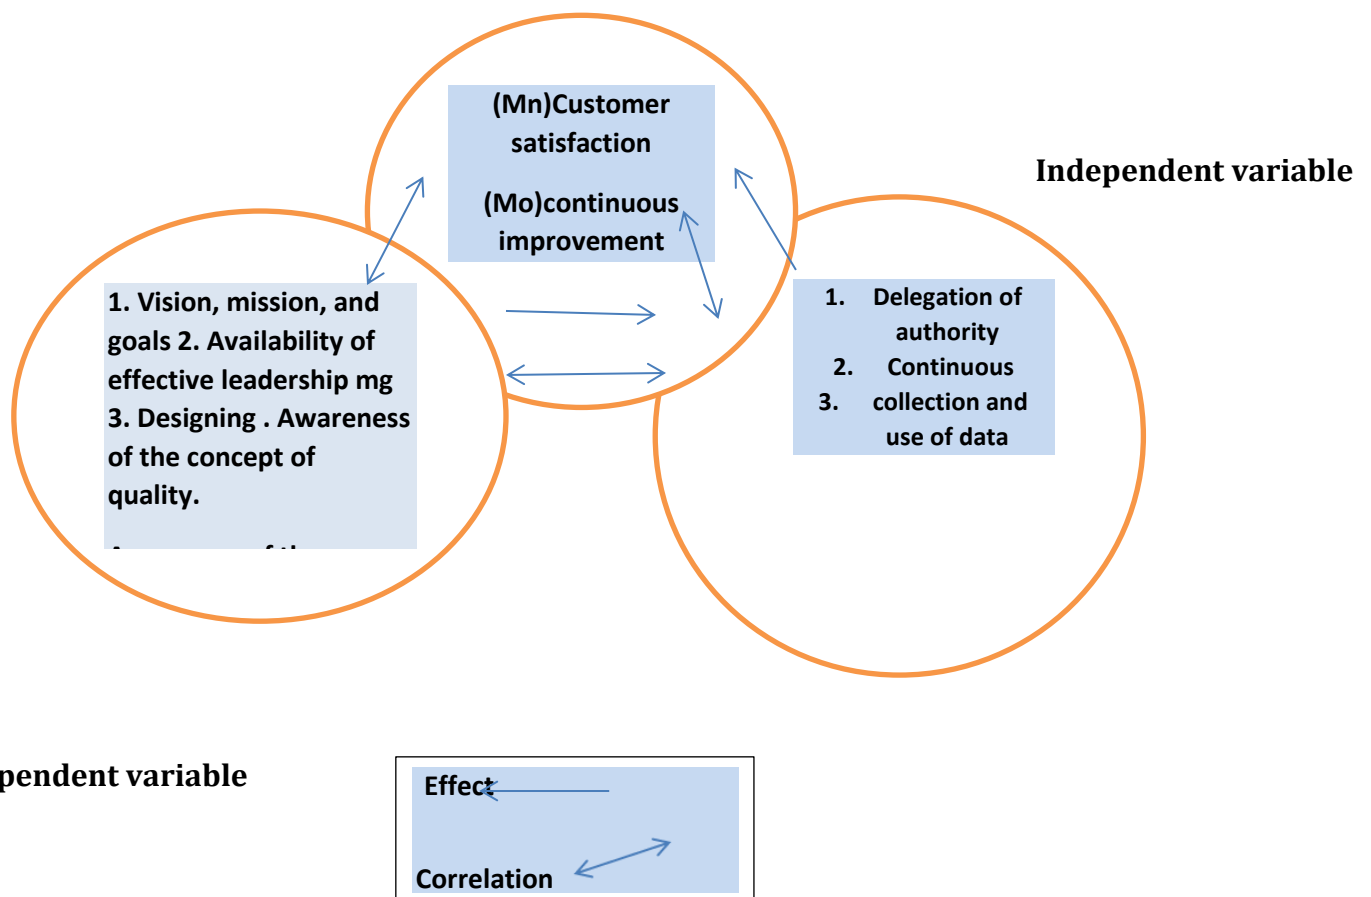 (Mn)Customer
satisfaction
(Mo)continuous
improvement
Independent variable
1. Vision, mission, and
goals 2. Availability of
effective leadership mg
3. Designing . Awareness
of the concept of
quality.
1. Delegation of
authority
2. Continuous
3. collection and
use of data
pendent variable
Effect
Correlation